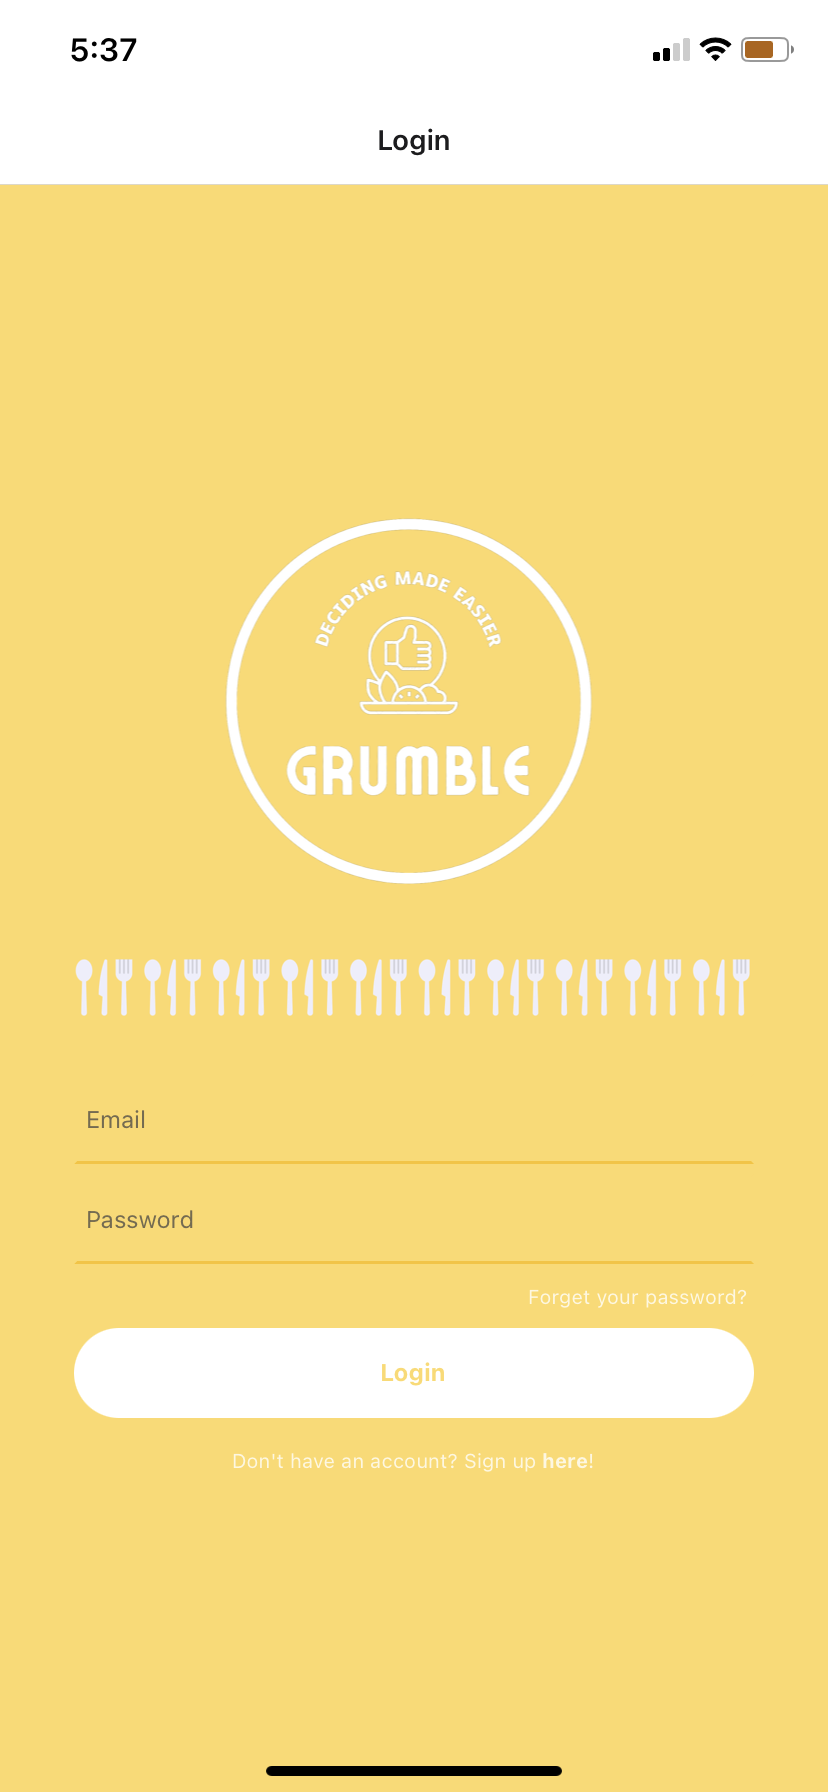 5:37
Login
DECIDING MADE EASIER
GRUMBLE
Email
Password
Forget your password?
Login
Don't have an account? Sign up here!